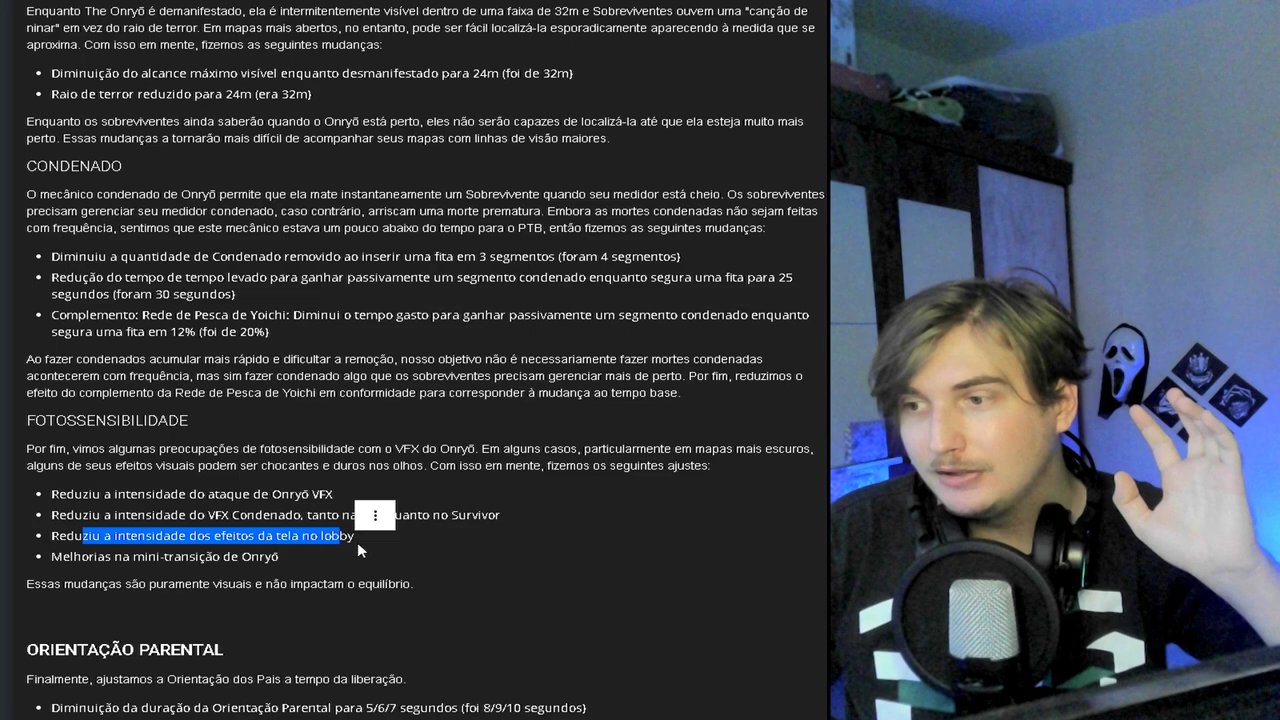 Enquanto The Onryō é demanifestado, ela é intermitentemente visível dentro de uma faixa de 32m e Sobreviventes ouvem uma "canção de
ninar" em vez do raio de terror. Em mapas mais abertos, no entanto, pode ser fácil localizá-la esporadicamente aparecendo à medida que se
aproxima. Com isso em mente, fizemos as seguintes mudanças:
• Diminuição do alcance máximo visível enquanto desmanifestado para 24m (foi de 32m}
• Raio de terror reduzido para 24m (era 32m}
Enquanto os sobreviventes ainda saberão quando o Onryō está perto, eles não serão capazes de localizá-la até que ela esteja muito mais
perto. Essas mudanças a tornarão mais difícil de acompanhar seus mapas com linhas de visão maiores.
CONDENADO
O mecânico condenado de Onryō permite que ela mate instantaneamente um Sobrevivente quando seu medidor está cheio. Os sobreviventes
precisam gerenciar seu medidor condenado, caso contrário, arriscam uma morte prematura. Embora as mortes condenadas não sejam feitas
com frequência, sentimos que este mecânico estava um pouco abaixo do tempo para o PTB, então fizemos as seguintes mudanças:
• Diminuiu a quantidade de Condenado removido ao inserir uma fita em 3 segmentos (foram 4 segmentos}
• Redução do tempo de tempo levado para ganhar passivamente um segmento condenado enquanto segura uma fita para 25
segundos (foram 30 segundos}
• Complemento: Rede de Pesca de Yoichi: Diminui o tempo gasto para ganhar passivamente um segmento condenado enquanto
segura uma fita em 12% (foi de 20%}
Ao fazer condenados acumular mais rápido e dificultar a remoção, nosso objetivo não é necessariamente fazer mortes condenadas
acontecerem com frequência, mas sim fazer condenado algo que os sobreviventes precisam gerenciar mais de perto. Por fim, reduzimos o
efeito do complemento da Rede de Pesca de Yoichi em conformidade para corresponder à mudança ao tempo base.
FOTOSSENSIBILIDADE
Por fim, vimos algumas preocupações de fotosensibilidade com o VFX do Onryō. Em alguns casos, particularmente em mapas mais escuros,
alguns de seus efeitos visuais podem ser chocantes e duros nos olhos. Com isso em mente, fizemos os seguintes ajustes:
• Reduziu a intensidade do ataque de Onryō VFX
• Reduziu a intensidade do VFX Condenado, tanto na uanto no Survivor
• Reduziu a intensidade dos efeitos da tela no lobby
• Melhorias na mini-transição de Onryō
Essas mudanças são puramente visuais e não impactam o equilíbrio.
ORIENTAÇÃO PARENTAL
Finalmente, ajustamos a Orientação dos Pais a tempo da liberação.
• Diminuição da duração da Orientação Parental para 5/6/7 segundos (foi 8/9/10 segundos}